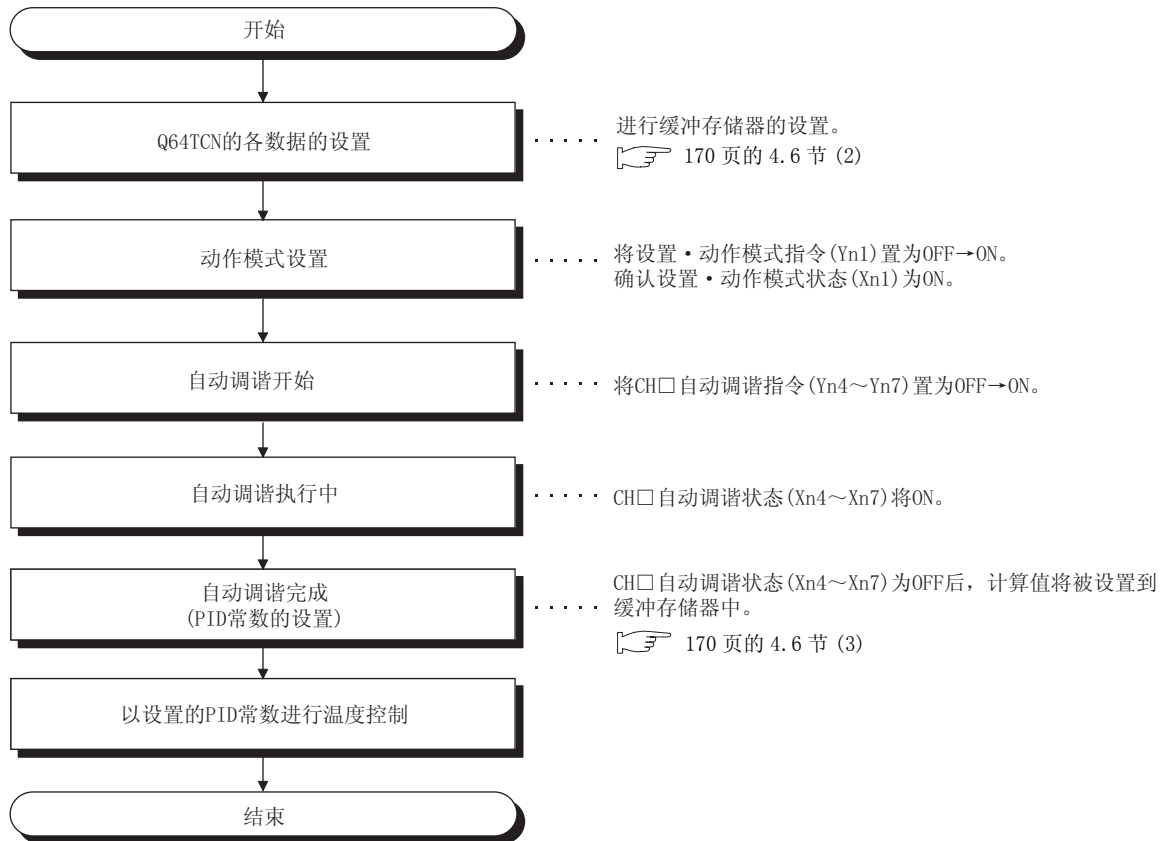 开始
Q64TCN的各数据的设置
进行缓冲存储器的设置。
170 页的 4.6 节 (2)
动作模式设置
将设置・动作模式指令(Yn1)置为OFF→ON。
确认设置・动作模式状态(Xn1)为ON。
自动调谐开始
将CH□自动调谐指令(Yn4～Yn7)置为OFF→ON。
自动调谐执行中
CH□自动调谐状态(Xn4～Xn7)将ON。
自动调谐完成
(PID常数的设置)
CH□自动调谐状态(Xn4～Xn7)为OFF后，计算值将被设置到
缓冲存储器中。
170 页的 4.6 节 (3)
以设置的PID常数进行温度控制
结束